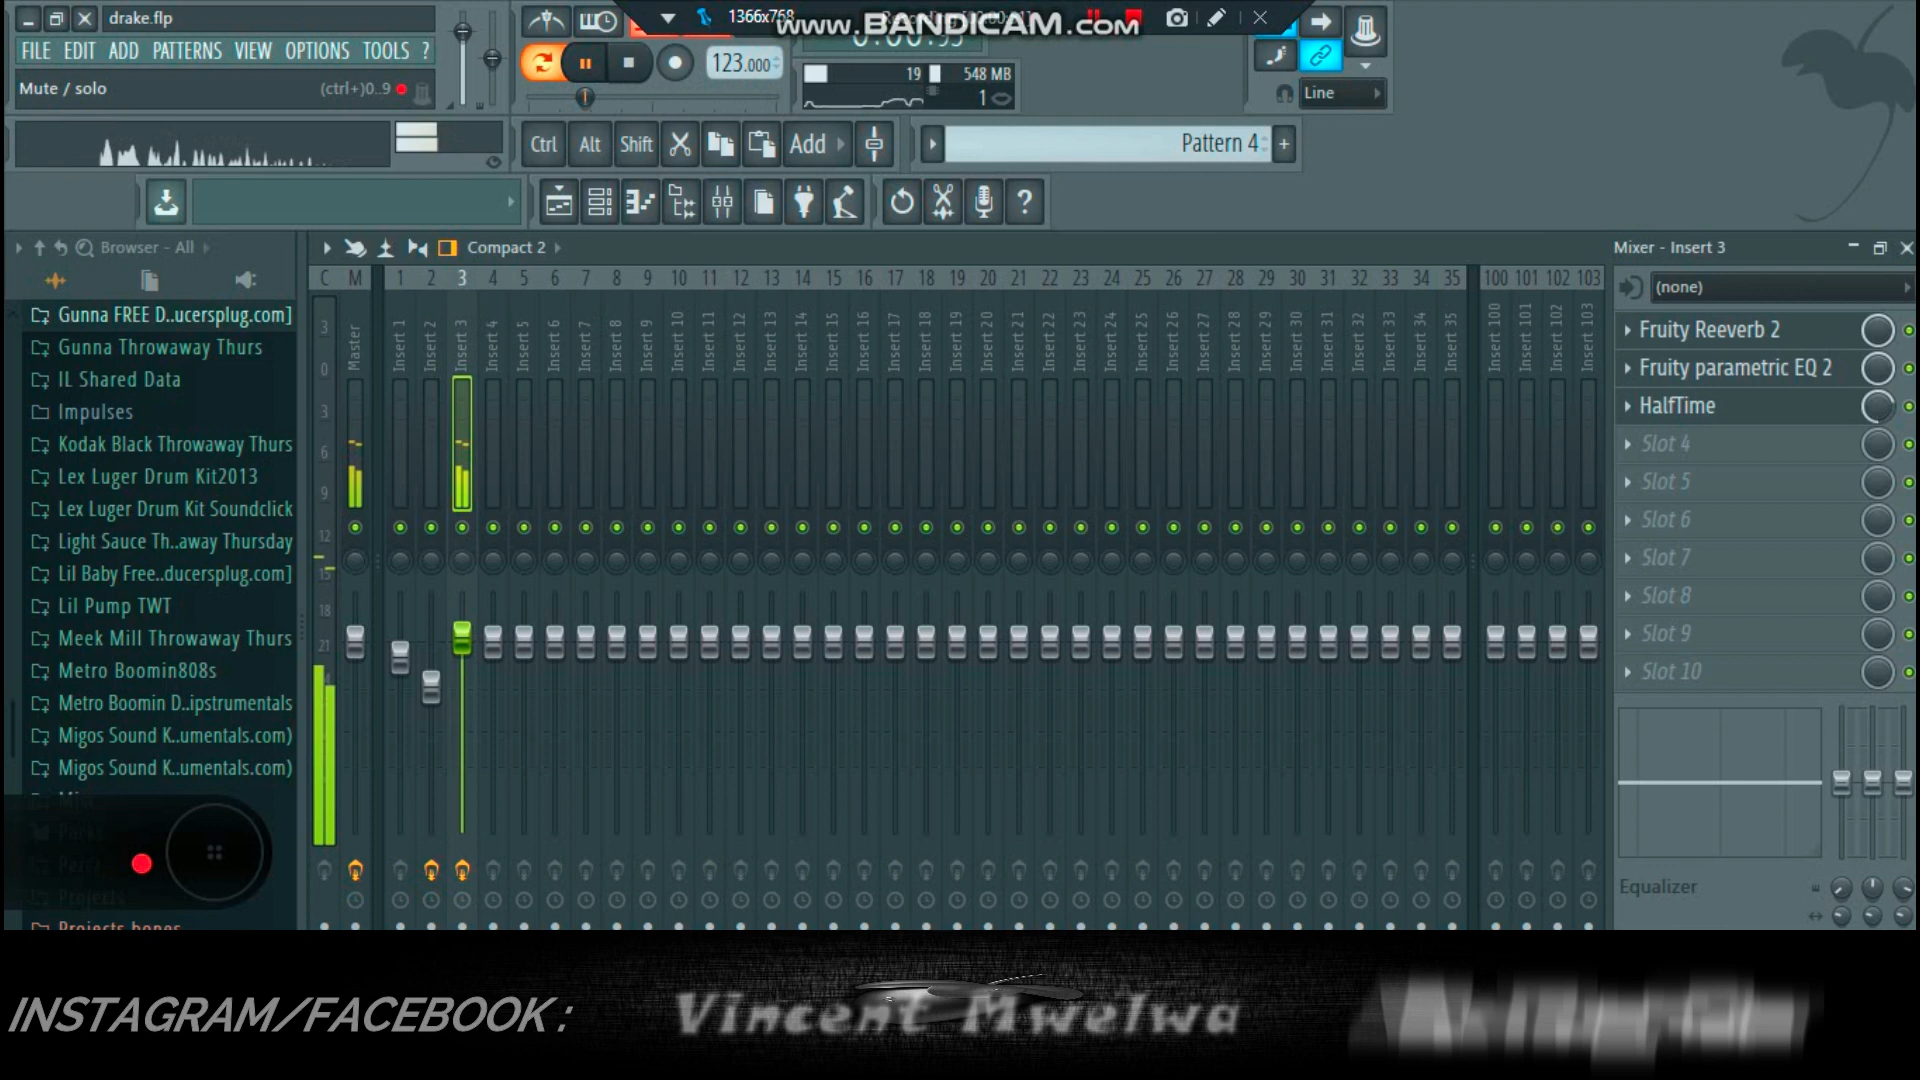 drake.flp
1366x768
www.BANDICAM.com
FILE EDIT ADD PATTERNS VIEW OPTIONS TOOLS ?
123.000
19 548 MB
Mute / solo (ctrl+)0..9
1
Line
Ctrl Alt Shift Add
Pattern 4 +
?
Browser - All
Compact 2
Mixer - Insert 3
C M 1 2 3 4 5 6 7 8 9 10 11 12 13 14 15 16 17 18 19 20 21 22 23 24 25 26 27 28 29 30 31 32 33 34 35 100 101 102 103
(none)
Master Insert 1 Insert 2 Insert 3 Insert 4 Insert 5 Insert 6 Insert 7 Insert 8 Insert 9 Insert 10 Insert 11 Insert 12 Insert 13 Insert 14 Insert 15 Insert 16 Insert 17 Insert 18 Insert 19 Insert 20 Insert 21 Insert 22 Insert 23 Insert 24 Insert 25 Insert 26 Insert 27 Insert 28 Insert 29 Insert 30 Insert 31 Insert 32 Insert 33 Insert 34 Insert 35 Insert 100 Insert 101 Insert 102 Insert 103
3
0
3
6
9
12
15
18
21
Gunna FREE D..ucersplug.com]
Gunna Throwaway Thurs
IL Shared Data
Impulses
Kodak Black Throwaway Thurs
Lex Luger Drum Kit2013
Lex Luger Drum Kit Soundclick
Light Sauce Th..away Thursday
Lil Baby Free..ducersplug.com]
Lil Pump TWT
Meek Mill Throwaway Thurs
Metro Boomin808s
Metro Boomin D..ipstrumentals
Migos Sound K..umentals.com)
Migos Sound K..umentals.com)
Projects
Projects bones
Fruity Reeverb 2
Fruity parametric EQ 2
HalfTime
Slot 4
Slot 5
Slot 6
Slot 7
Slot 8
Slot 9
Slot 10
Equalizer
INSTAGRAM/FACEBOOK :
Vincent Mwelwa